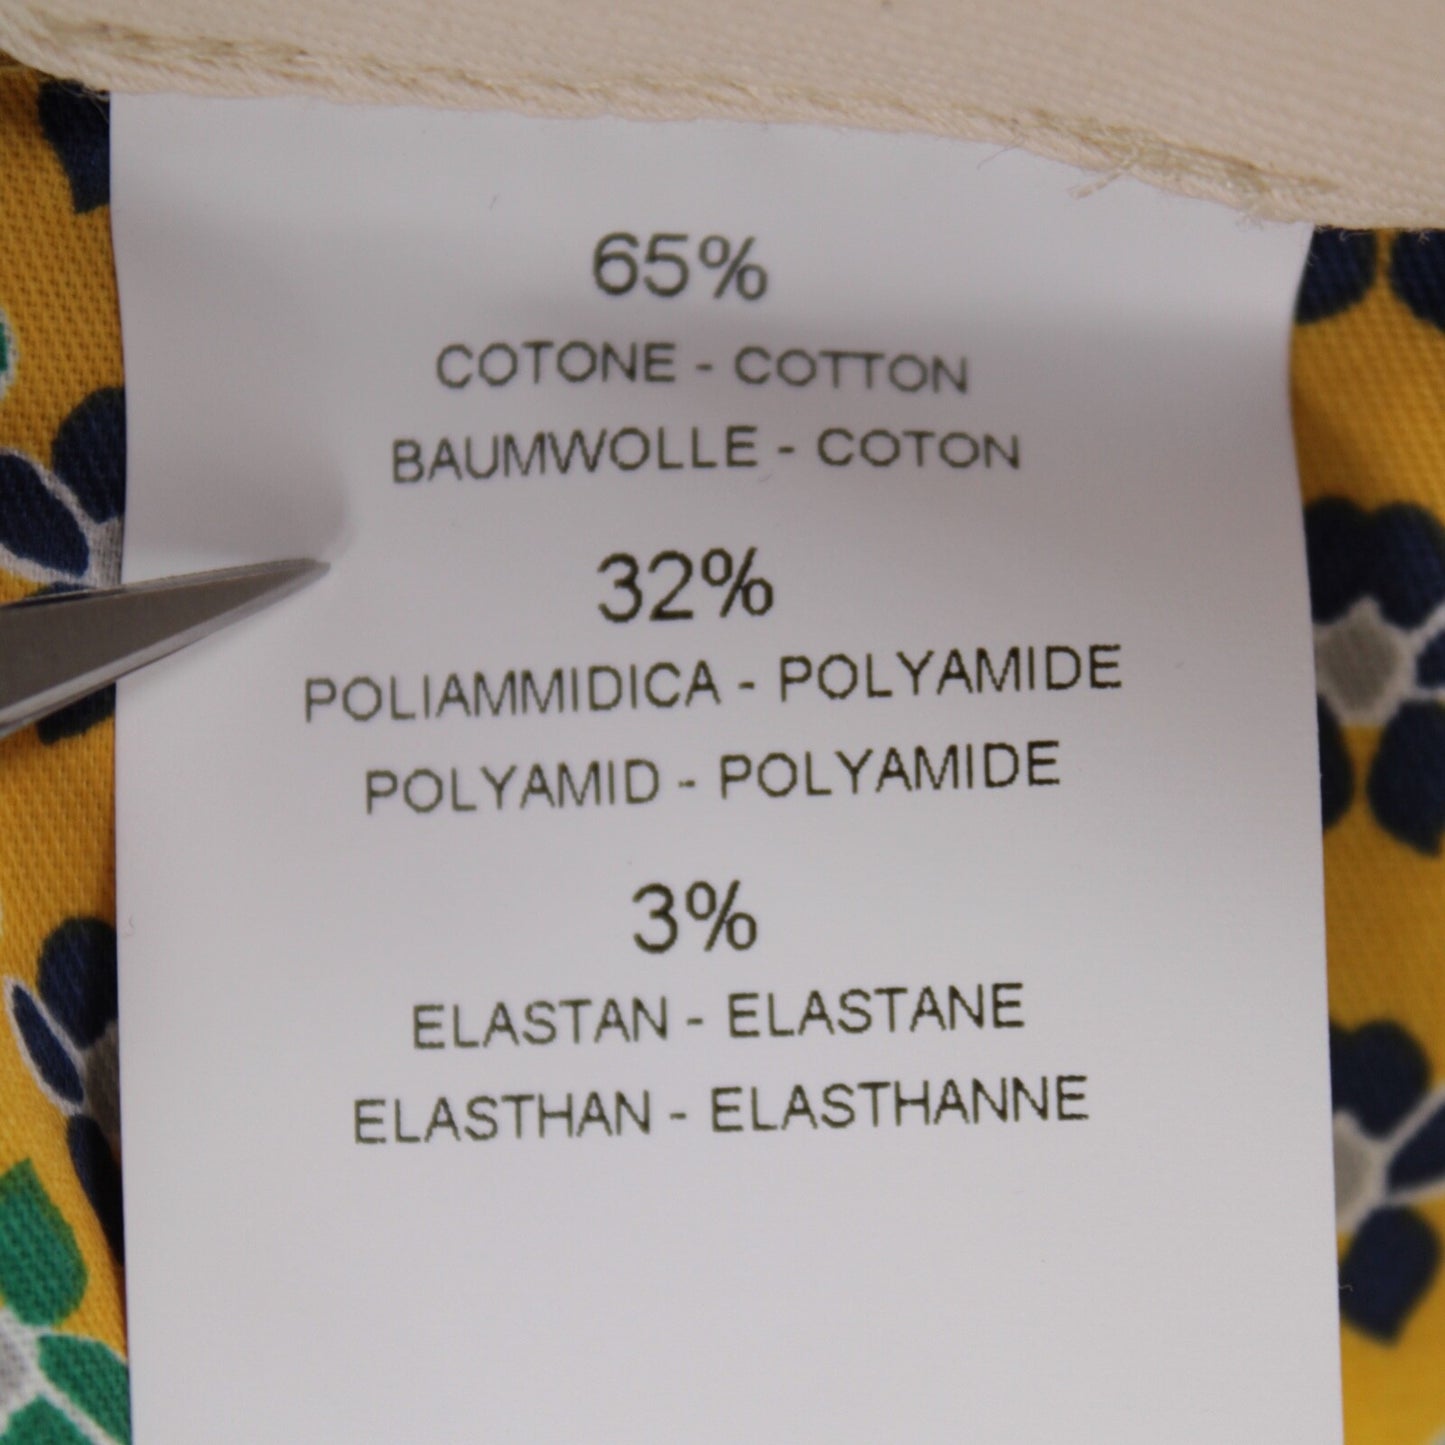 65%
COTONE - COTTON
BAUMWOLLE - COTON
32%
POLIAMMIDICA - POLYAMIDE
POLYAMID - POLYAMIDE
3%
ELASTAN - ELASTANE
ELASTHAN - ELASTHANNE